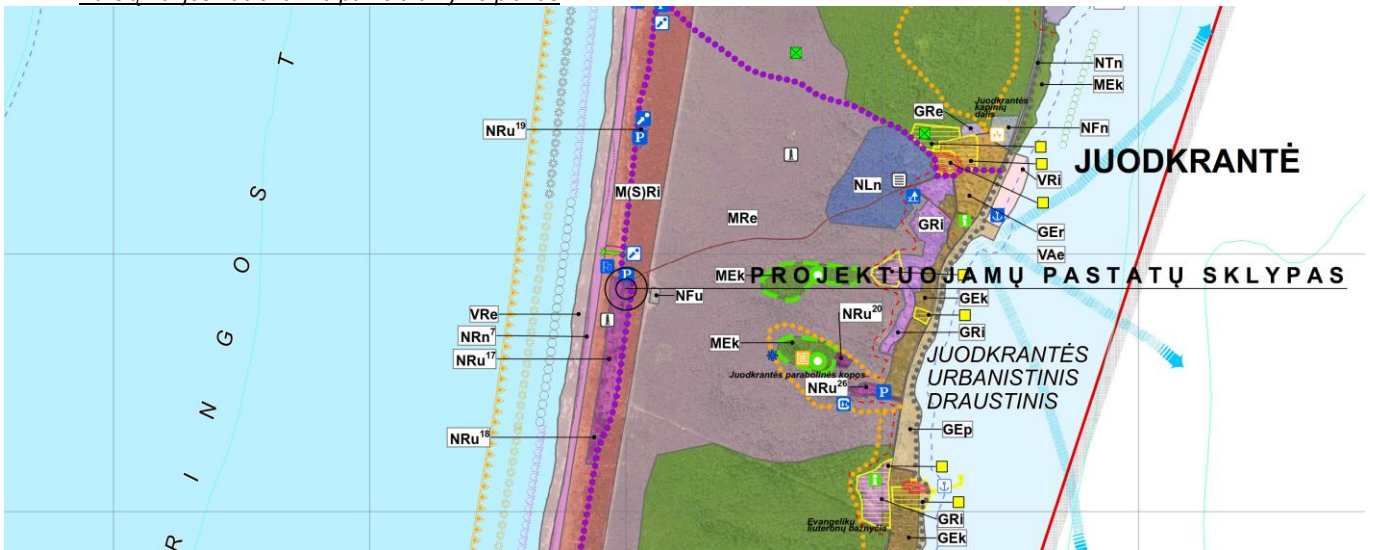 NTn
MEk
Juodkrantės
kapinių
dalis
GRe
NFn
NRu19
P
JUODKRANTĖ
VRi
M(S)Ri
NLn
MRe
GRi
GEr
VAe
P
MEk
PROJEKTUOJAMŲ PASTATŲ SKLYPAS
NFu
GEk
VRe
NRu20
NRn7
GRi
MEk
JUODKRANTĖS
URBANISTINIS
DRAUSTINIS
NRu17
Juodkrantės parabolinės kopos
NRu26
P
GEp
NRu18
GRi
Evangelikų
liuteronų bažnyčia
GEk
RINGOST